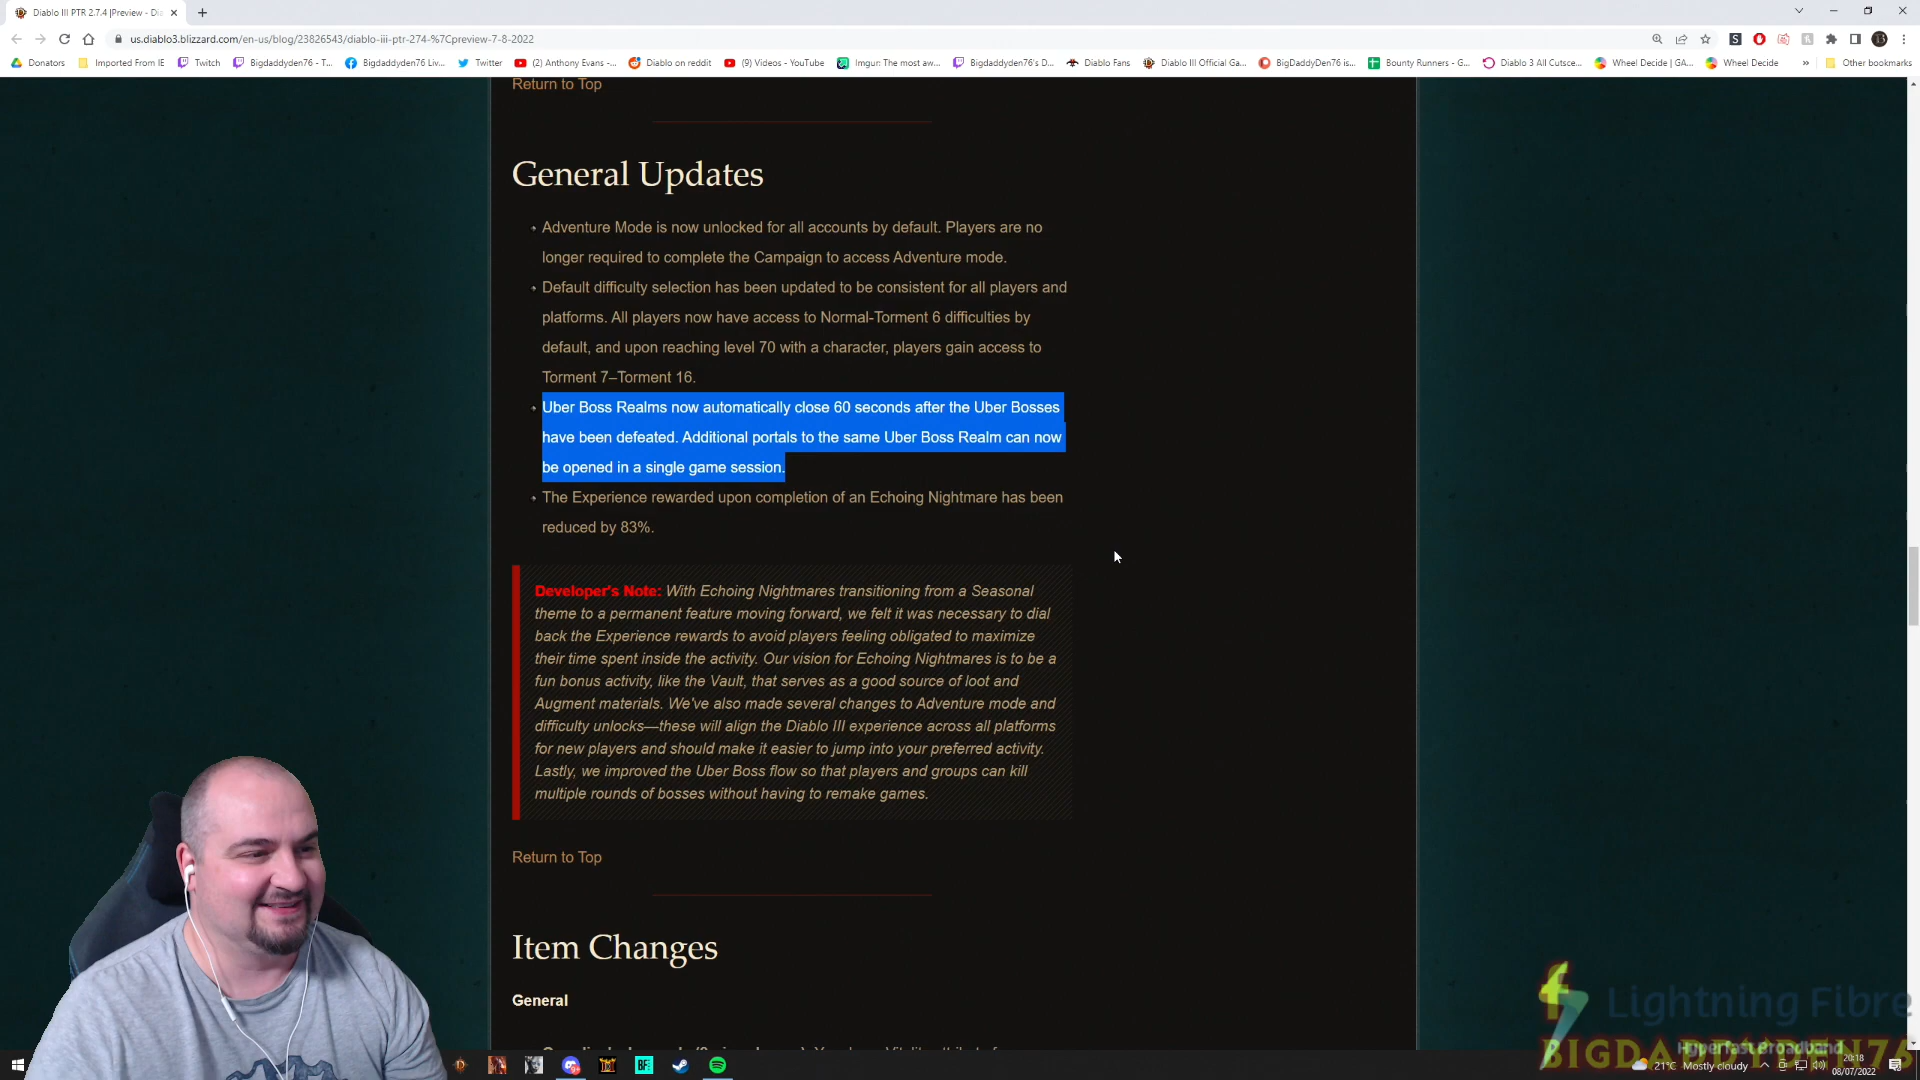 Diablo III PTR 2.7.4 |Preview - Di
us.diablo3.blizzard.com/en-us/blog/23826543/diablo-iii-ptr-274-%7Cpreview-7-8-2022
Donators Imported From IE Twitch Bigdaddyden76 - T... Bigdaddyden76 Liv... Twitter (2) Anthony Evans -... Diablo on reddit (9) Videos - YouTube Imgur: The most aw... Bigdaddyden76's D... Diablo Fans Diablo III Official Ga... BigDaddyDen76 is... Bounty Runners - G... Diablo 3 All Cutsce... Wheel Decide | GA... Wheel Decide » Other bookmarks
Return to Top
General Updates
Adventure Mode is now unlocked for all accounts by default. Players are no
longer required to complete the Campaign to access Adventure mode.
Default difficulty selection has been updated to be consistent for all players and
platforms. All players now have access to Normal-Torment 6 difficulties by
default, and upon reaching level 70 with a character, players gain access to
Torment 7–Torment 16.
Uber Boss Realms now automatically close 60 seconds after the Uber Bosses
have been defeated. Additional portals to the same Uber Boss Realm can now
be opened in a single game session.
The Experience rewarded upon completion of an Echoing Nightmare has been
reduced by 83%.
Developer's Note: With Echoing Nightmares transitioning from a Seasonal
theme to a permanent feature moving forward, we felt it was necessary to dial
back the Experience rewards to avoid players feeling obligated to maximize
their time spent inside the activity. Our vision for Echoing Nightmares is to be a
fun bonus activity, like the Vault, that serves as a good source of loot and
Augment materials. We've also made several changes to Adventure mode and
difficulty unlocks—these will align the Diablo III experience across all platforms
for new players and should make it easier to jump into your preferred activity.
Lastly, we improved the Uber Boss flow so that players and groups can kill
multiple rounds of bosses without having to remake games.
Return to Top
Item Changes
General
Lightning Fibre
Hyperfast Broadband
BIGDADDYDEN76
BF
21°C Mostly cloudy
20:18
08/07/2022